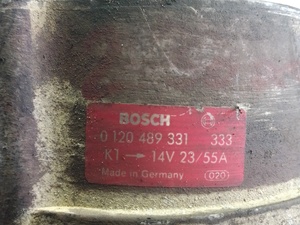 BOSCH
0 120 489 331 333
K1 → 14V 23/55A
Made in Germany 020